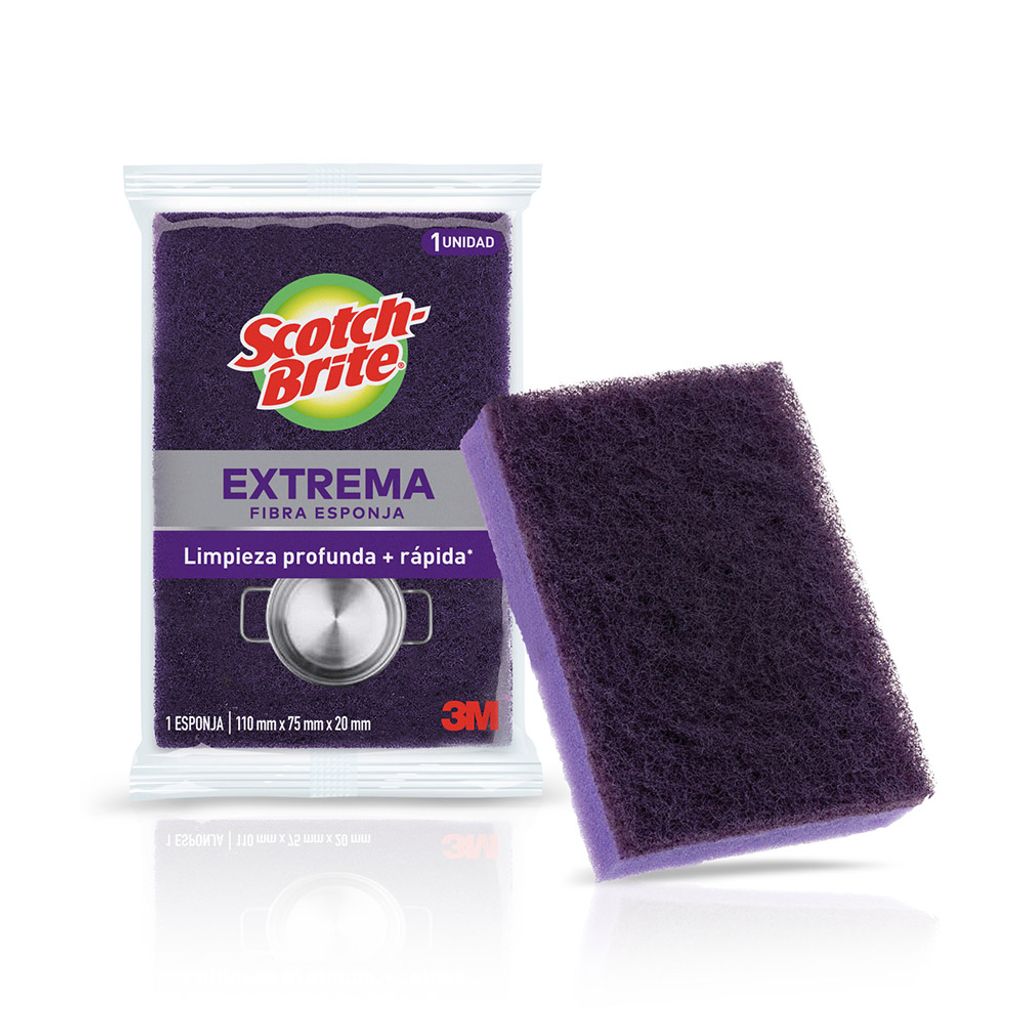 1 UNIDAD
Scotch-
Brite®
EXTREMA
FIBRA ESPONJA
Limpieza profunda + rápida*
1 ESPONJA | 110 mm x 75 mm x 20 mm
3M